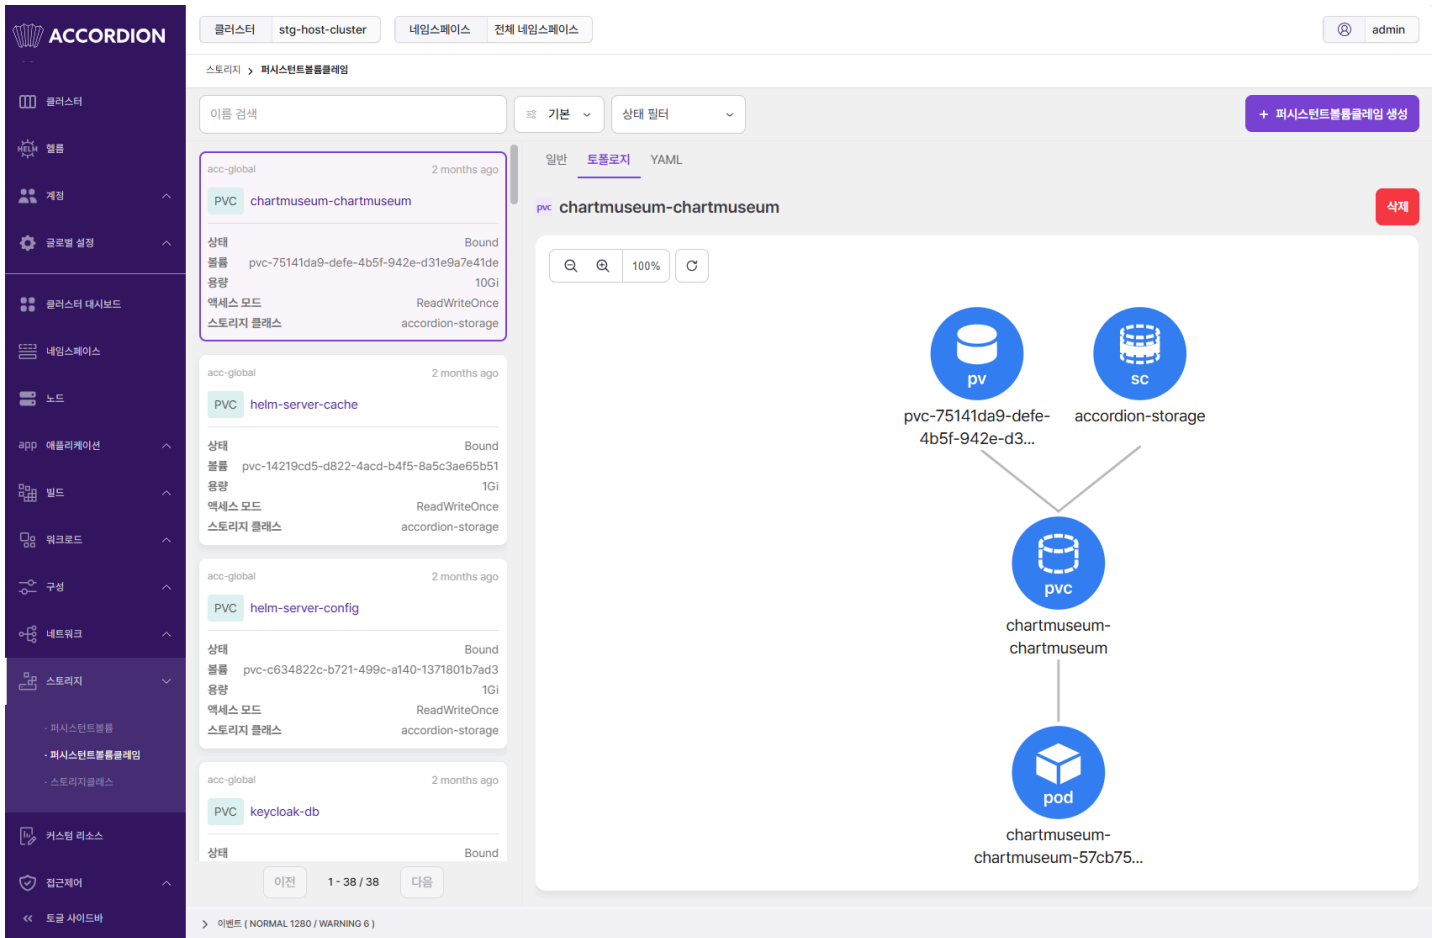 ACCORDION
클러스터
헬름
계정
글로벌 설정
클러스터 대시보드
네임스페이스
노드
app 애플리케이션
빌드
워크로드
구성
네트워크
스토리지
· 퍼시스턴트볼륨
· 퍼시스턴트볼륨클레임
· 스토리지클래스
커스텀 리소스
접근제어
토글 사이드바
클러스터 stg-host-cluster 네임스페이스 전체 네임스페이스 admin
스토리지 > 퍼시스턴트볼륨클레임
이름 검색 기본 상태 필터 + 퍼시스턴트볼륨클레임 생성
acc-global 2 months ago
PVC chartmuseum-chartmuseum
상태 Bound
볼륨 pvc-75141da9-defe-4b5f-942e-d31e9a7e41de
용량 10Gi
액세스 모드 ReadWriteOnce
스토리지 클래스 accordion-storage
acc-global 2 months ago
PVC helm-server-cache
상태 Bound
볼륨 pvc-14219cd5-d822-4acd-b4f5-8a5c3ae65b51
용량 1Gi
액세스 모드 ReadWriteOnce
스토리지 클래스 accordion-storage
acc-global 2 months ago
PVC helm-server-config
상태 Bound
볼륨 pvc-c634822c-b721-499c-a140-1371801b7ad3
용량 1Gi
액세스 모드 ReadWriteOnce
스토리지 클래스 accordion-storage
acc-global 2 months ago
PVC keycloak-db
상태 Bound
이전 1 - 38 / 38 다음
일반 토폴로지 YAML
pvc chartmuseum-chartmuseum 삭제
100%
pv
pvc-75141da9-defe-
4b5f-942e-d3...
sc
accordion-storage
pvc
chartmuseum-
chartmuseum
pod
chartmuseum-
chartmuseum-57cb75...
이벤트 ( NORMAL 1280 / WARNING 6 )